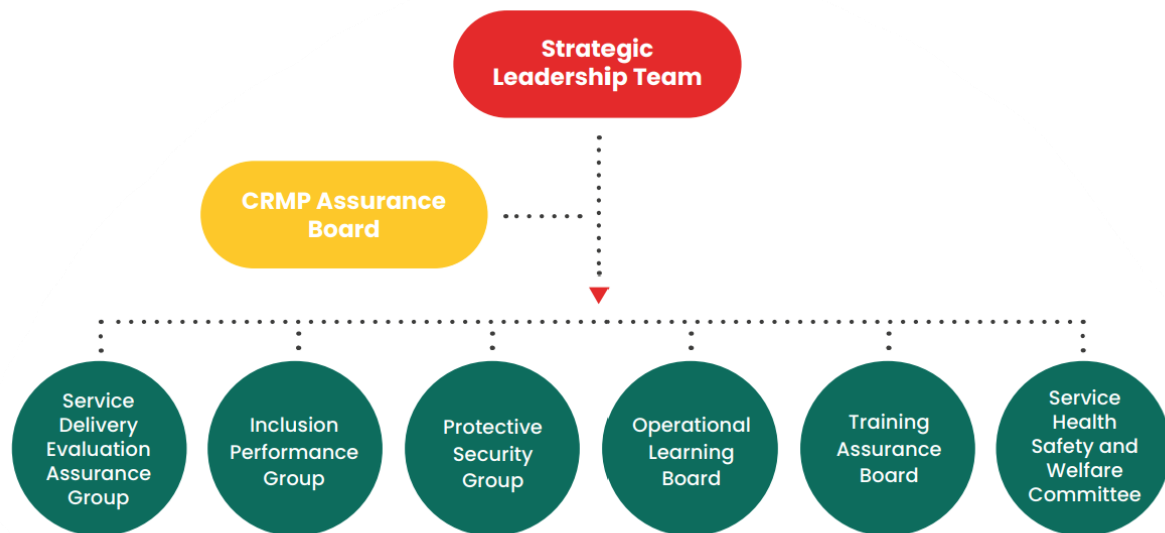 Strategic
Leadership Team
CRMP Assurance
Board
Service
Delivery
Evaluation
Assurance
Group
Inclusion
Performance
Group
Protective
Security
Group
Operational
Learning
Board
Training
Assurance
Board
Service
Health
Safety and
Welfare
Committee